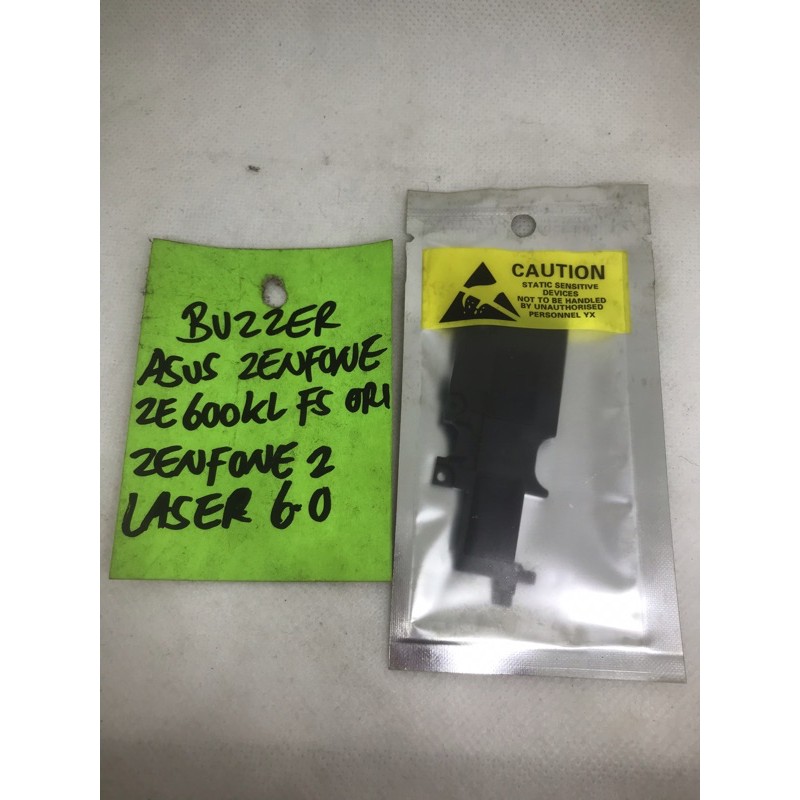 BUZZER
ASUS ZENFONE
ZE600KL FS ORI
ZENFONE 2
LASER 6.0
CAUTION
STATIC SENSITIVE
DEVICES
NOT TO BE HANDLED
BY UNAUTHORISED
PERSONNEL YX